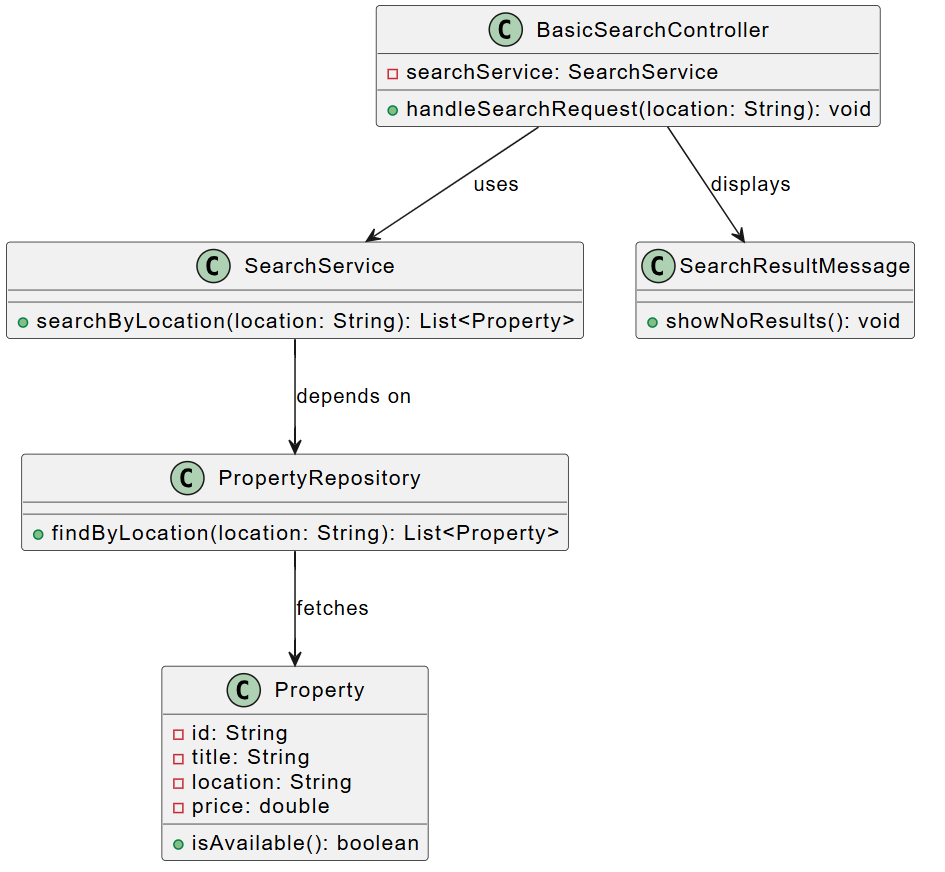 C BasicSearchController
searchService: SearchService
handleSearchRequest(location: String): void
uses
displays
C SearchService
searchByLocation(location: String): List<Property>
C SearchResultMessage
showNoResults(): void
depends on
C PropertyRepository
findByLocation(location: String): List<Property>
fetches
C Property
id: String
title: String
location: String
price: double
isAvailable(): boolean